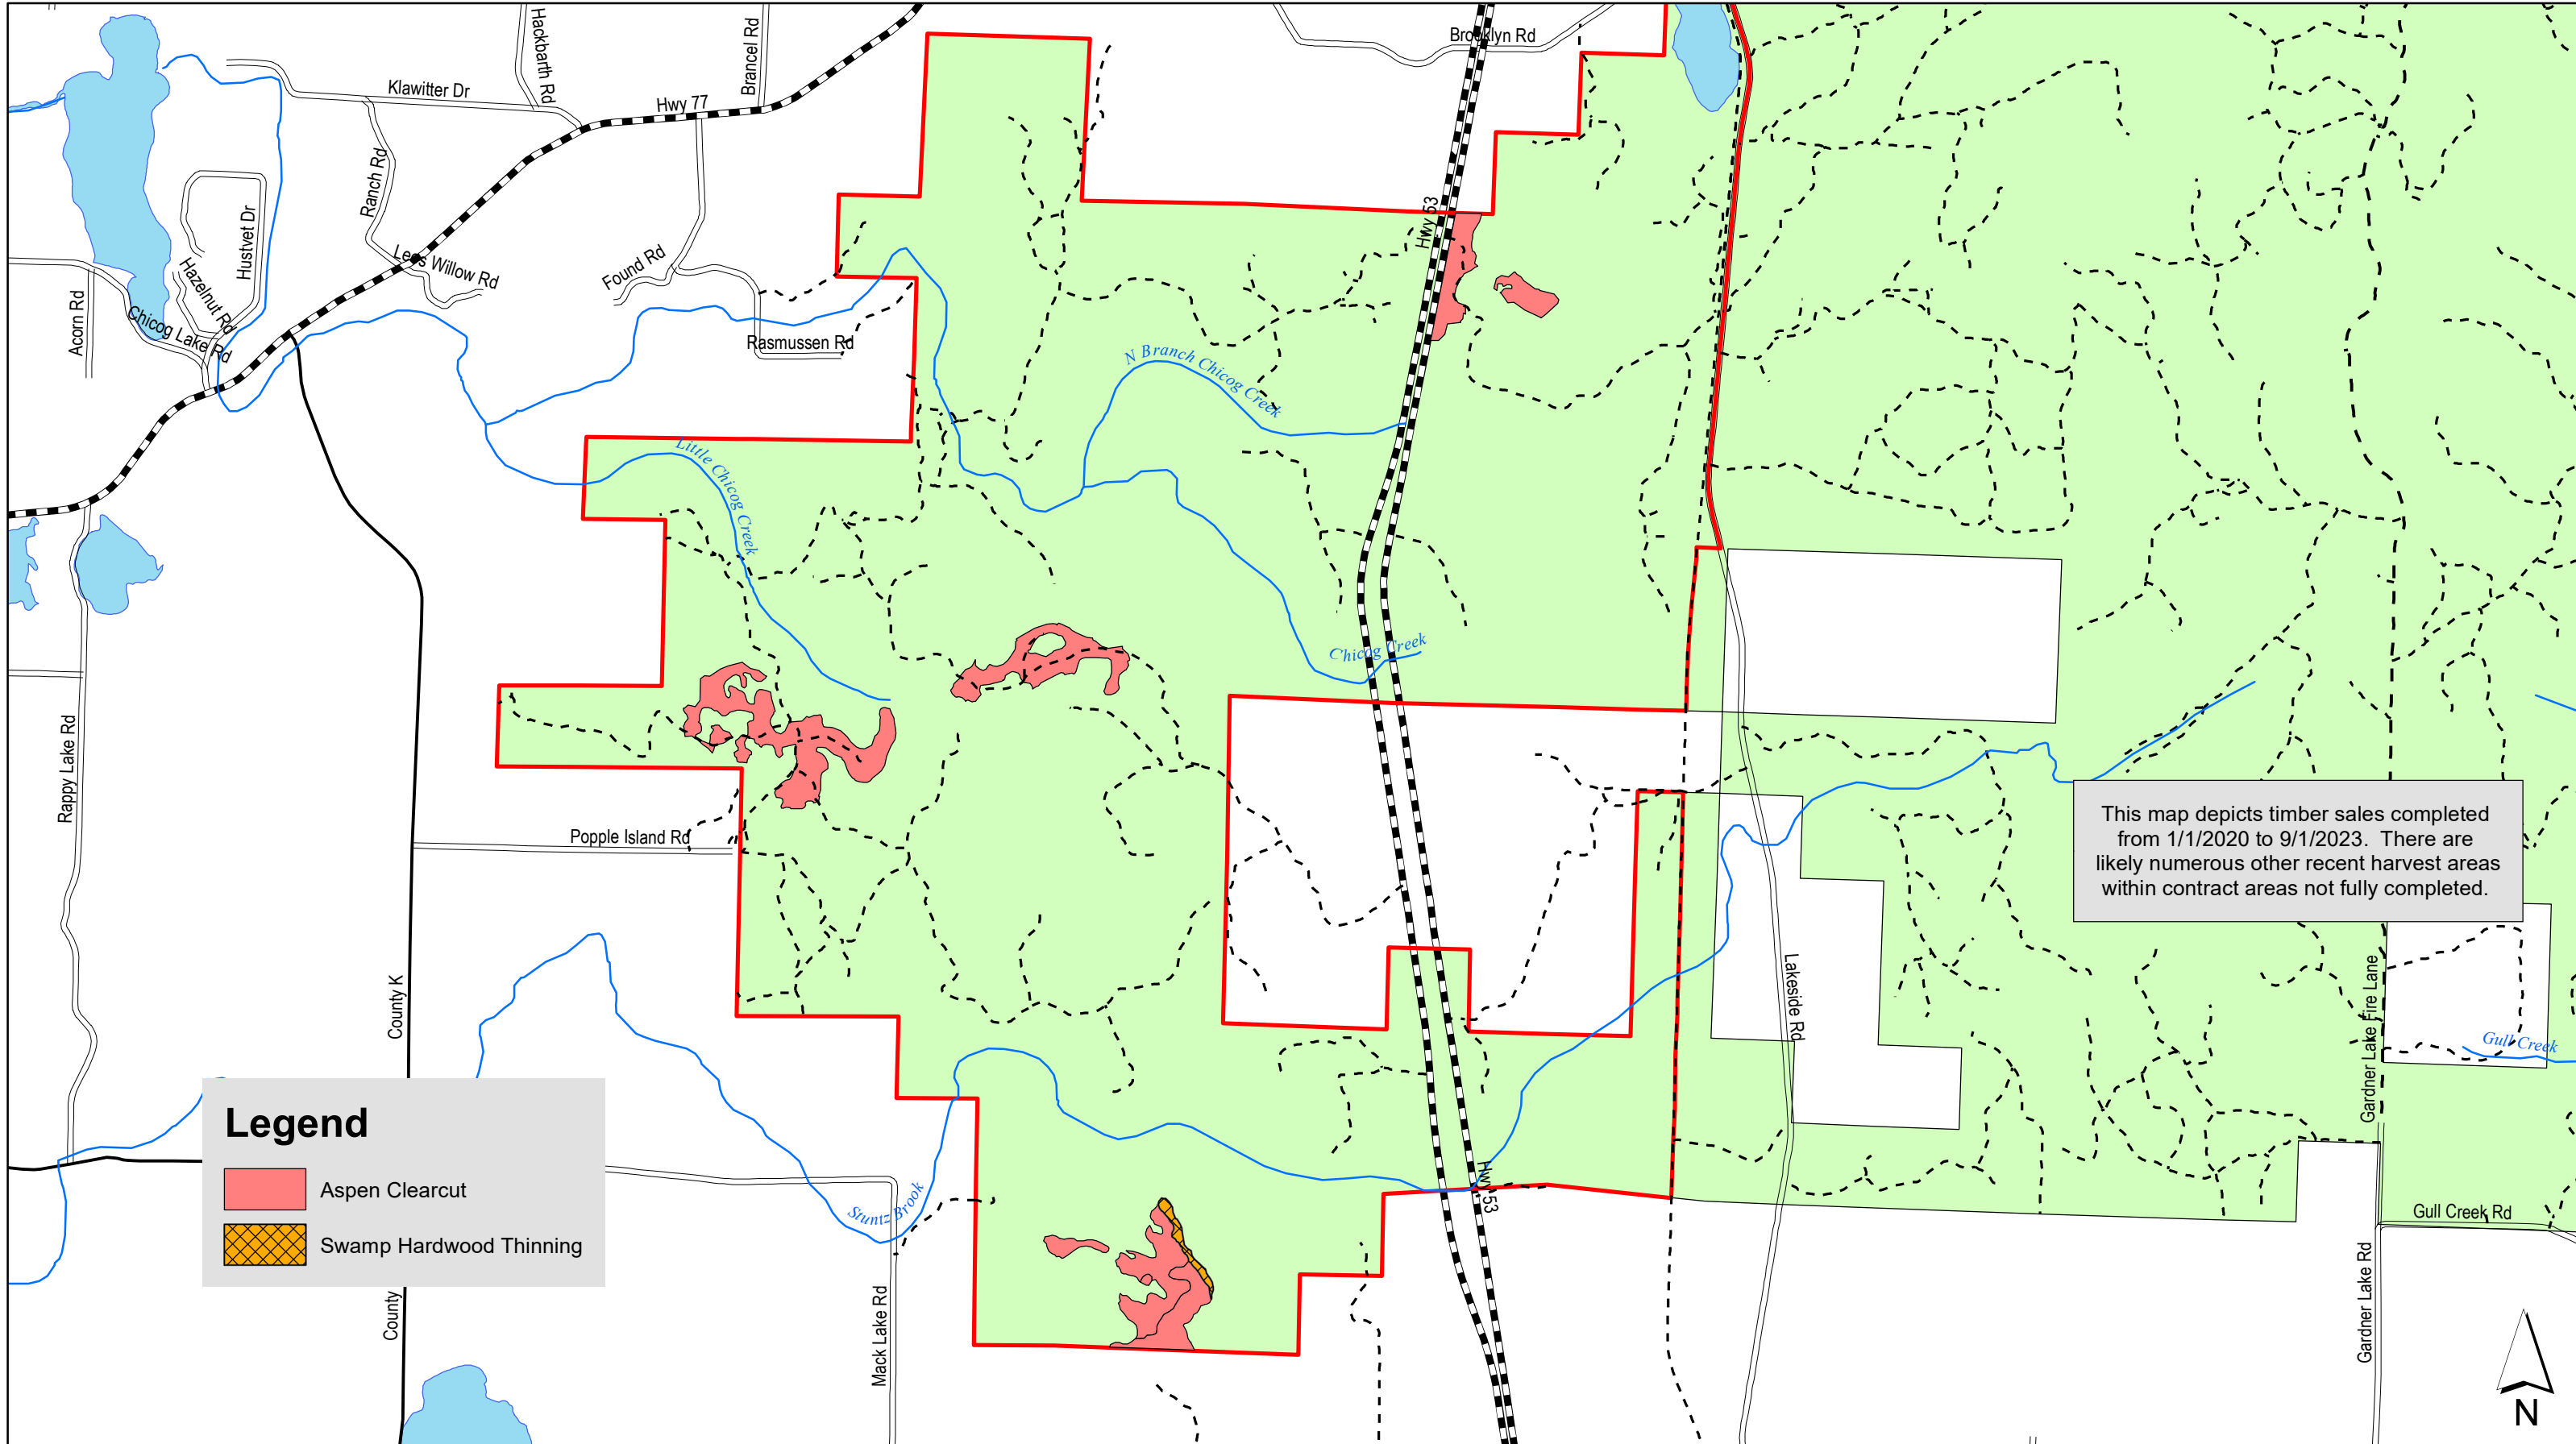 Hackbarth Rd
Brancel Rd
Brooklyn Rd
Klawitter Dr
Hwy 77
Ranch Rd
Hustvet Dr
Hwy 53
Lees Willow Rd
Found Rd
Hazelnut Rd
Acorn Rd
Chicog Lake Rd
Rasmussen Rd
N Branch Chicog Creek
Little Chicog Creek
Chicog Creek
Rappy Lake Rd
Popple Island Rd
This map depicts timber sales completed
from 1/1/2020 to 9/1/2023. There are
likely numerous other recent harvest areas
within contract areas not fully completed.
County K
Lakeside Rd
Gardner Lake Fire Lane
Gull Creek
Legend
Aspen Clearcut
Swamp Hardwood Thinning
Stuntz Brook
Hwy 53
Gull Creek Rd
County
Mack Lake Rd
Gardner Lake Rd
N